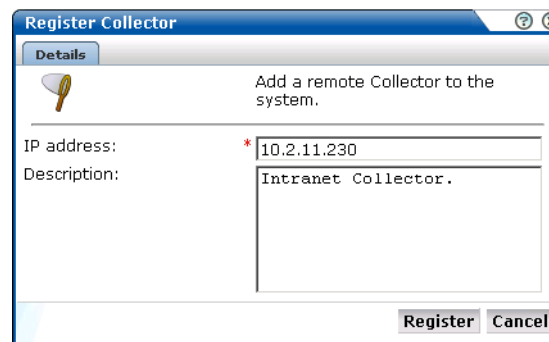 Register Collector
Details
Add a remote Collector to the
system.
IP address:
* 10.2.11.230
Description:
Intranet Collector.
Register Cancel